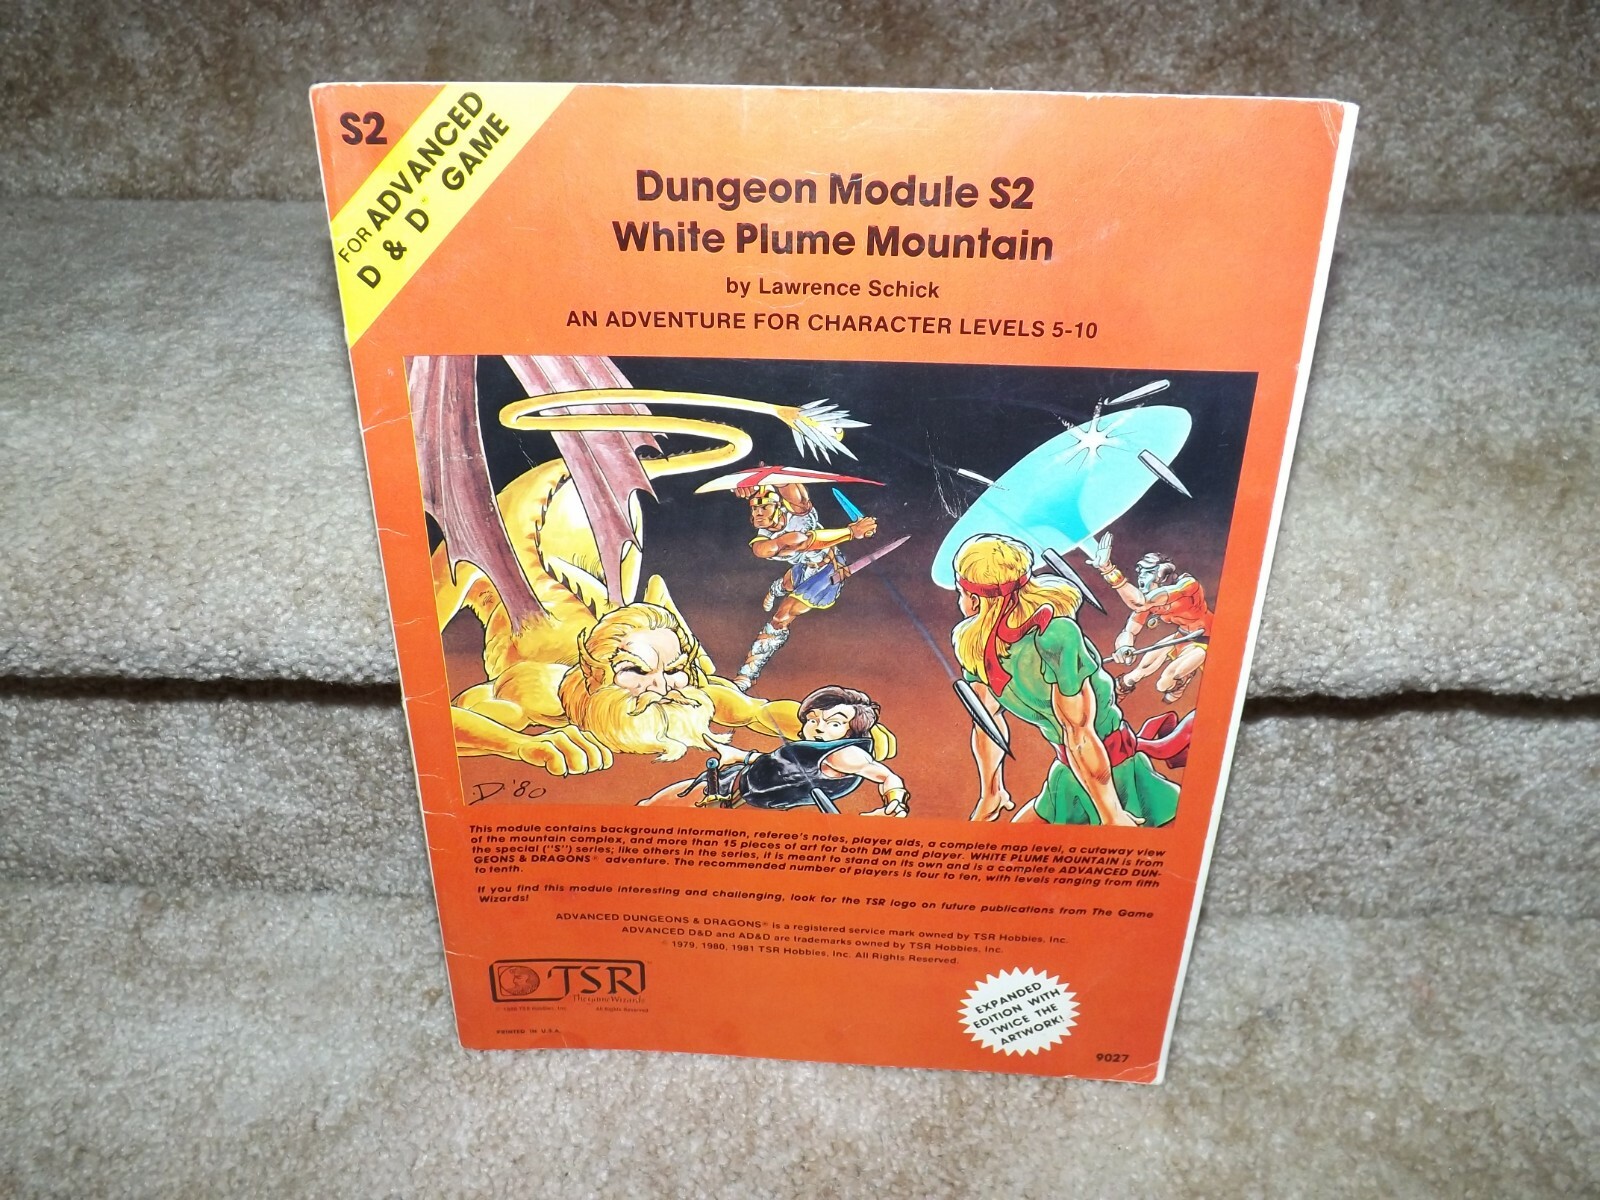 S2
FOR ADVANCED
D & D™ GAME
Dungeon Module S2
White Plume Mountain
by Lawrence Schick
AN ADVENTURE FOR CHARACTER LEVELS 5-10
D '80
This module contains background information, referee's notes, player aids, a complete map level, a cutaway view
of the mountain complex, and more than 15 pieces of art for both DM and player. WHITE PLUME MOUNTAIN is from
the special ("S") series; like others in the series, it is meant to stand on its own and is a complete ADVANCED DUN-
GEONS & DRAGONS® adventure. The recommended number of players is four to ten, with levels ranging from fifth
to tenth.
If you find this module interesting and challenging, look for the TSR logo on future publications from The Game
Wizards!
ADVANCED DUNGEONS & DRAGONS® is a registered service mark owned by TSR Hobbies, Inc.
ADVANCED D&D and AD&D are trademarks owned by TSR Hobbies, Inc.
© 1979, 1980, 1981 TSR Hobbies, Inc. All Rights Reserved.
TSR™
The Game Wizards
© 1980 TSR Hobbies, Inc. All Rights Reserved
PRINTED IN U.S.A.
EXPANDED
EDITION WITH
TWICE THE
ARTWORK!
9027